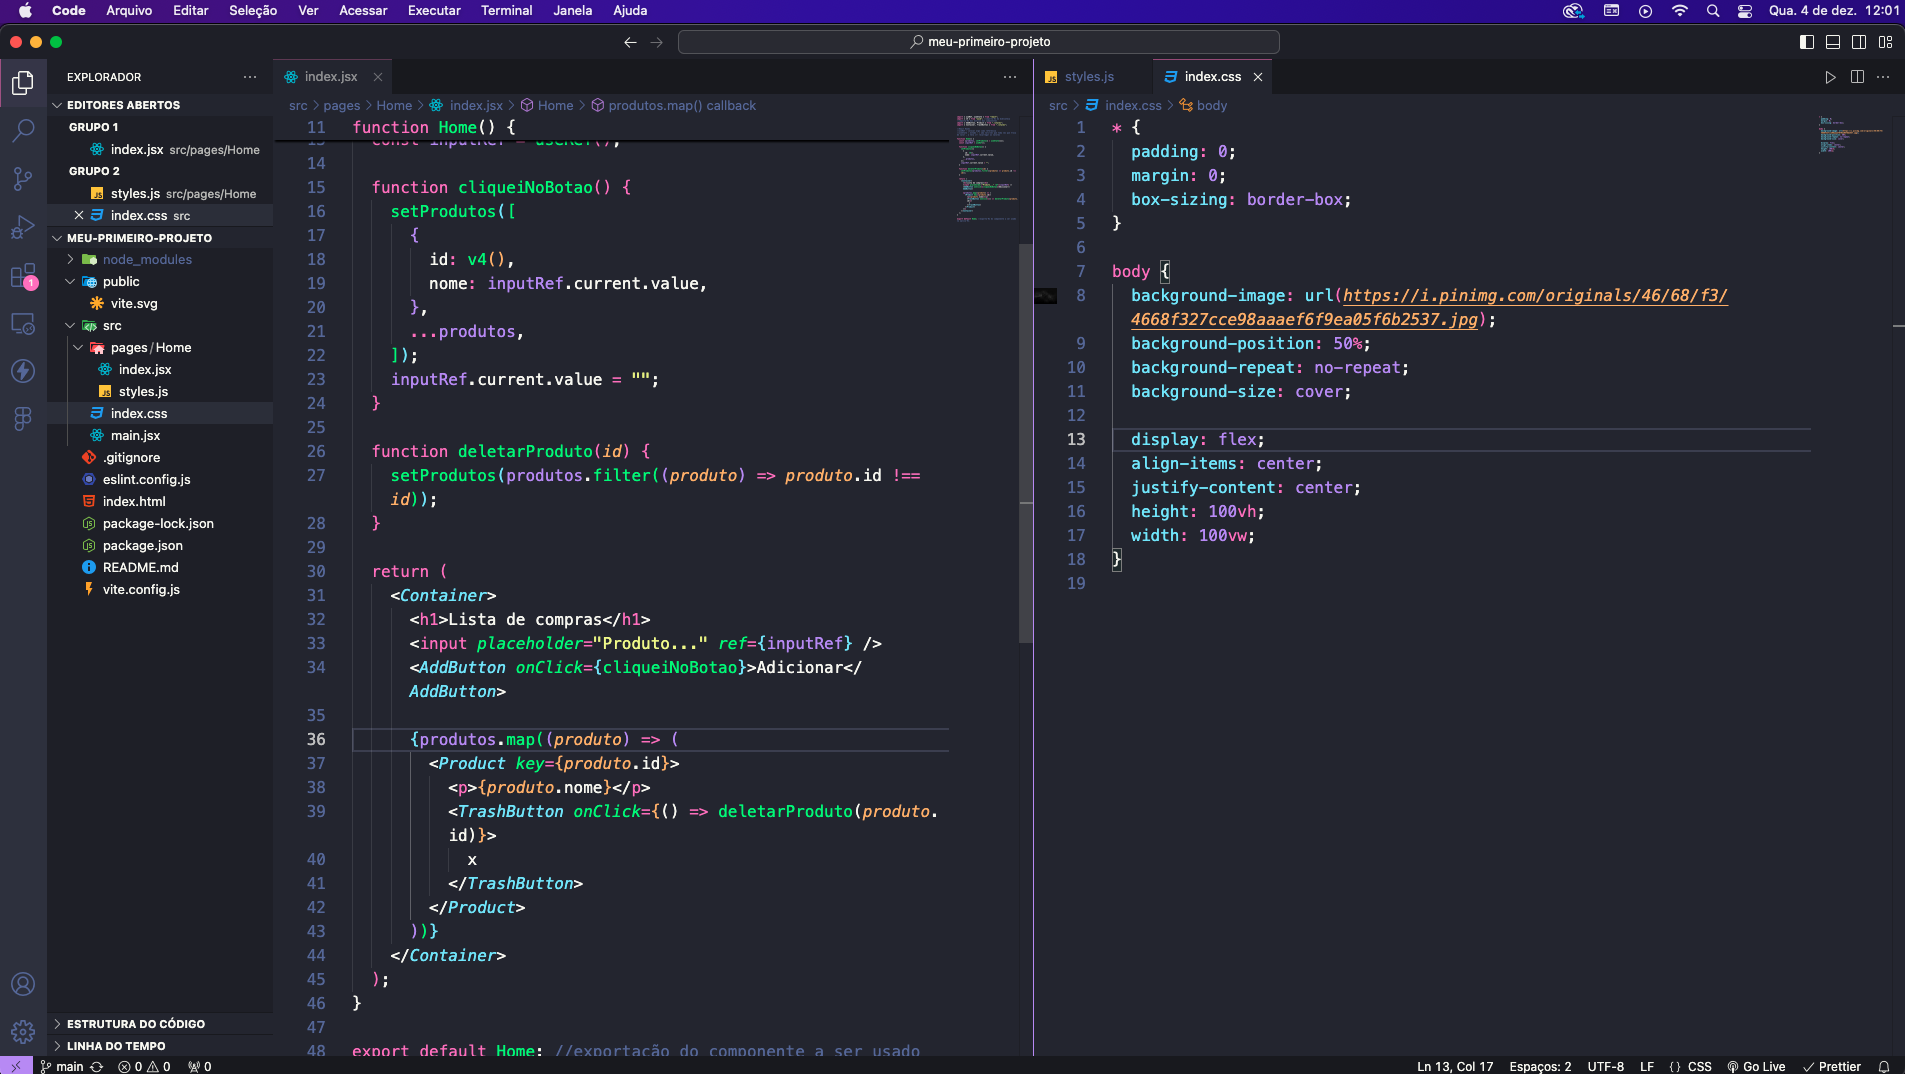 Code Arquivo Editar Seleção Ver Acessar Executar Terminal Janela Ajuda Qua. 4 de dez. 12:01
meu-primeiro-projeto
EXPLORADOR
EDITORES ABERTOS
GRUPO 1
index.jsx src/pages/Home
GRUPO 2
styles.js src/pages/Home
index.css src
MEU-PRIMEIRO-PROJETO
node_modules
public
vite.svg
src
pages/Home
index.jsx
styles.js
index.css
main.jsx
.gitignore
eslint.config.js
index.html
package-lock.json
package.json
README.md
vite.config.js
ESTRUTURA DO CÓDIGO
LINHA DO TEMPO
1
index.jsx
src > pages > Home > index.jsx > Home > produtos.map() callback
11 function Home() {
13 const inputRef = useRef();
14
15 function cliqueiNoBotao() {
16 setProdutos([
17 {
18 id: v4(),
19 nome: inputRef.current.value,
20 },
21 ...produtos,
22 ]);
23 inputRef.current.value = "";
24 }
25
26 function deletarProduto(id) {
27 setProdutos(produtos.filter((produto) => produto.id !==
id));
28 }
29
30 return (
31 <Container>
32 <h1>Lista de compras</h1>
33 <input placeholder="Produto..." ref={inputRef} />
34 <AddButton onClick={cliqueiNoBotao}>Adicionar</
AddButton>
35
36 {produtos.map((produto) => (
37 <Product key={produto.id}>
38 <p>{produto.nome}</p>
39 <TrashButton onClick={() => deletarProduto(produto.
id)}>
40 x
41 </TrashButton>
42 </Product>
43 ))}
44 </Container>
45 );
46 }
47
48 export default Home; //exportação do componente a ser usado
styles.js index.css
src > index.css > body
1 * {
2 padding: 0;
3 margin: 0;
4 box-sizing: border-box;
5 }
6
7 body {
8 background-image: url(https://i.pinimg.com/originals/46/68/f3/
4668f327cce98aaaef6f9ea05f6b2537.jpg);
9 background-position: 50%;
10 background-repeat: no-repeat;
11 background-size: cover;
12
13 display: flex;
14 align-items: center;
15 justify-content: center;
16 height: 100vh;
17 width: 100vw;
18 }
19
main 0 0 0 Ln 13, Col 17 Espaços: 2 UTF-8 LF {} CSS Go Live Prettier